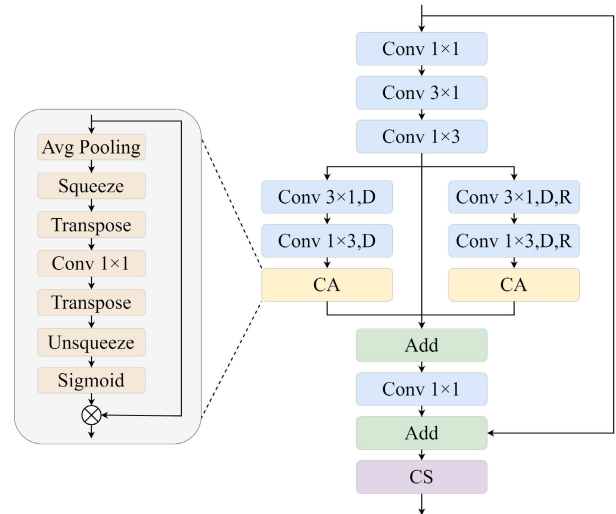 Conv 1×1
Conv 3×1
Conv 1×3
Conv 3×1,D
Conv 3×1,D,R
Conv 1×3,D
Conv 1×3,D,R
CA
CA
Add
Conv 1×1
Add
CS
Avg Pooling
Squeeze
Transpose
Conv 1×1
Transpose
Unsqueeze
Sigmoid